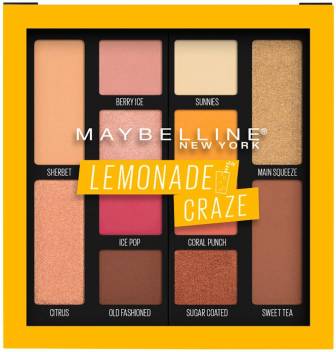 BERRY ICE
SUNNIES
MAYBELLINE®
NEW YORK
SHERBET
MAIN SQUEEZE
LEMONADE
CRAZE
ICE POP
CORAL PUNCH
CITRUS
OLD FASHIONED
SUGAR COATED
SWEET TEA